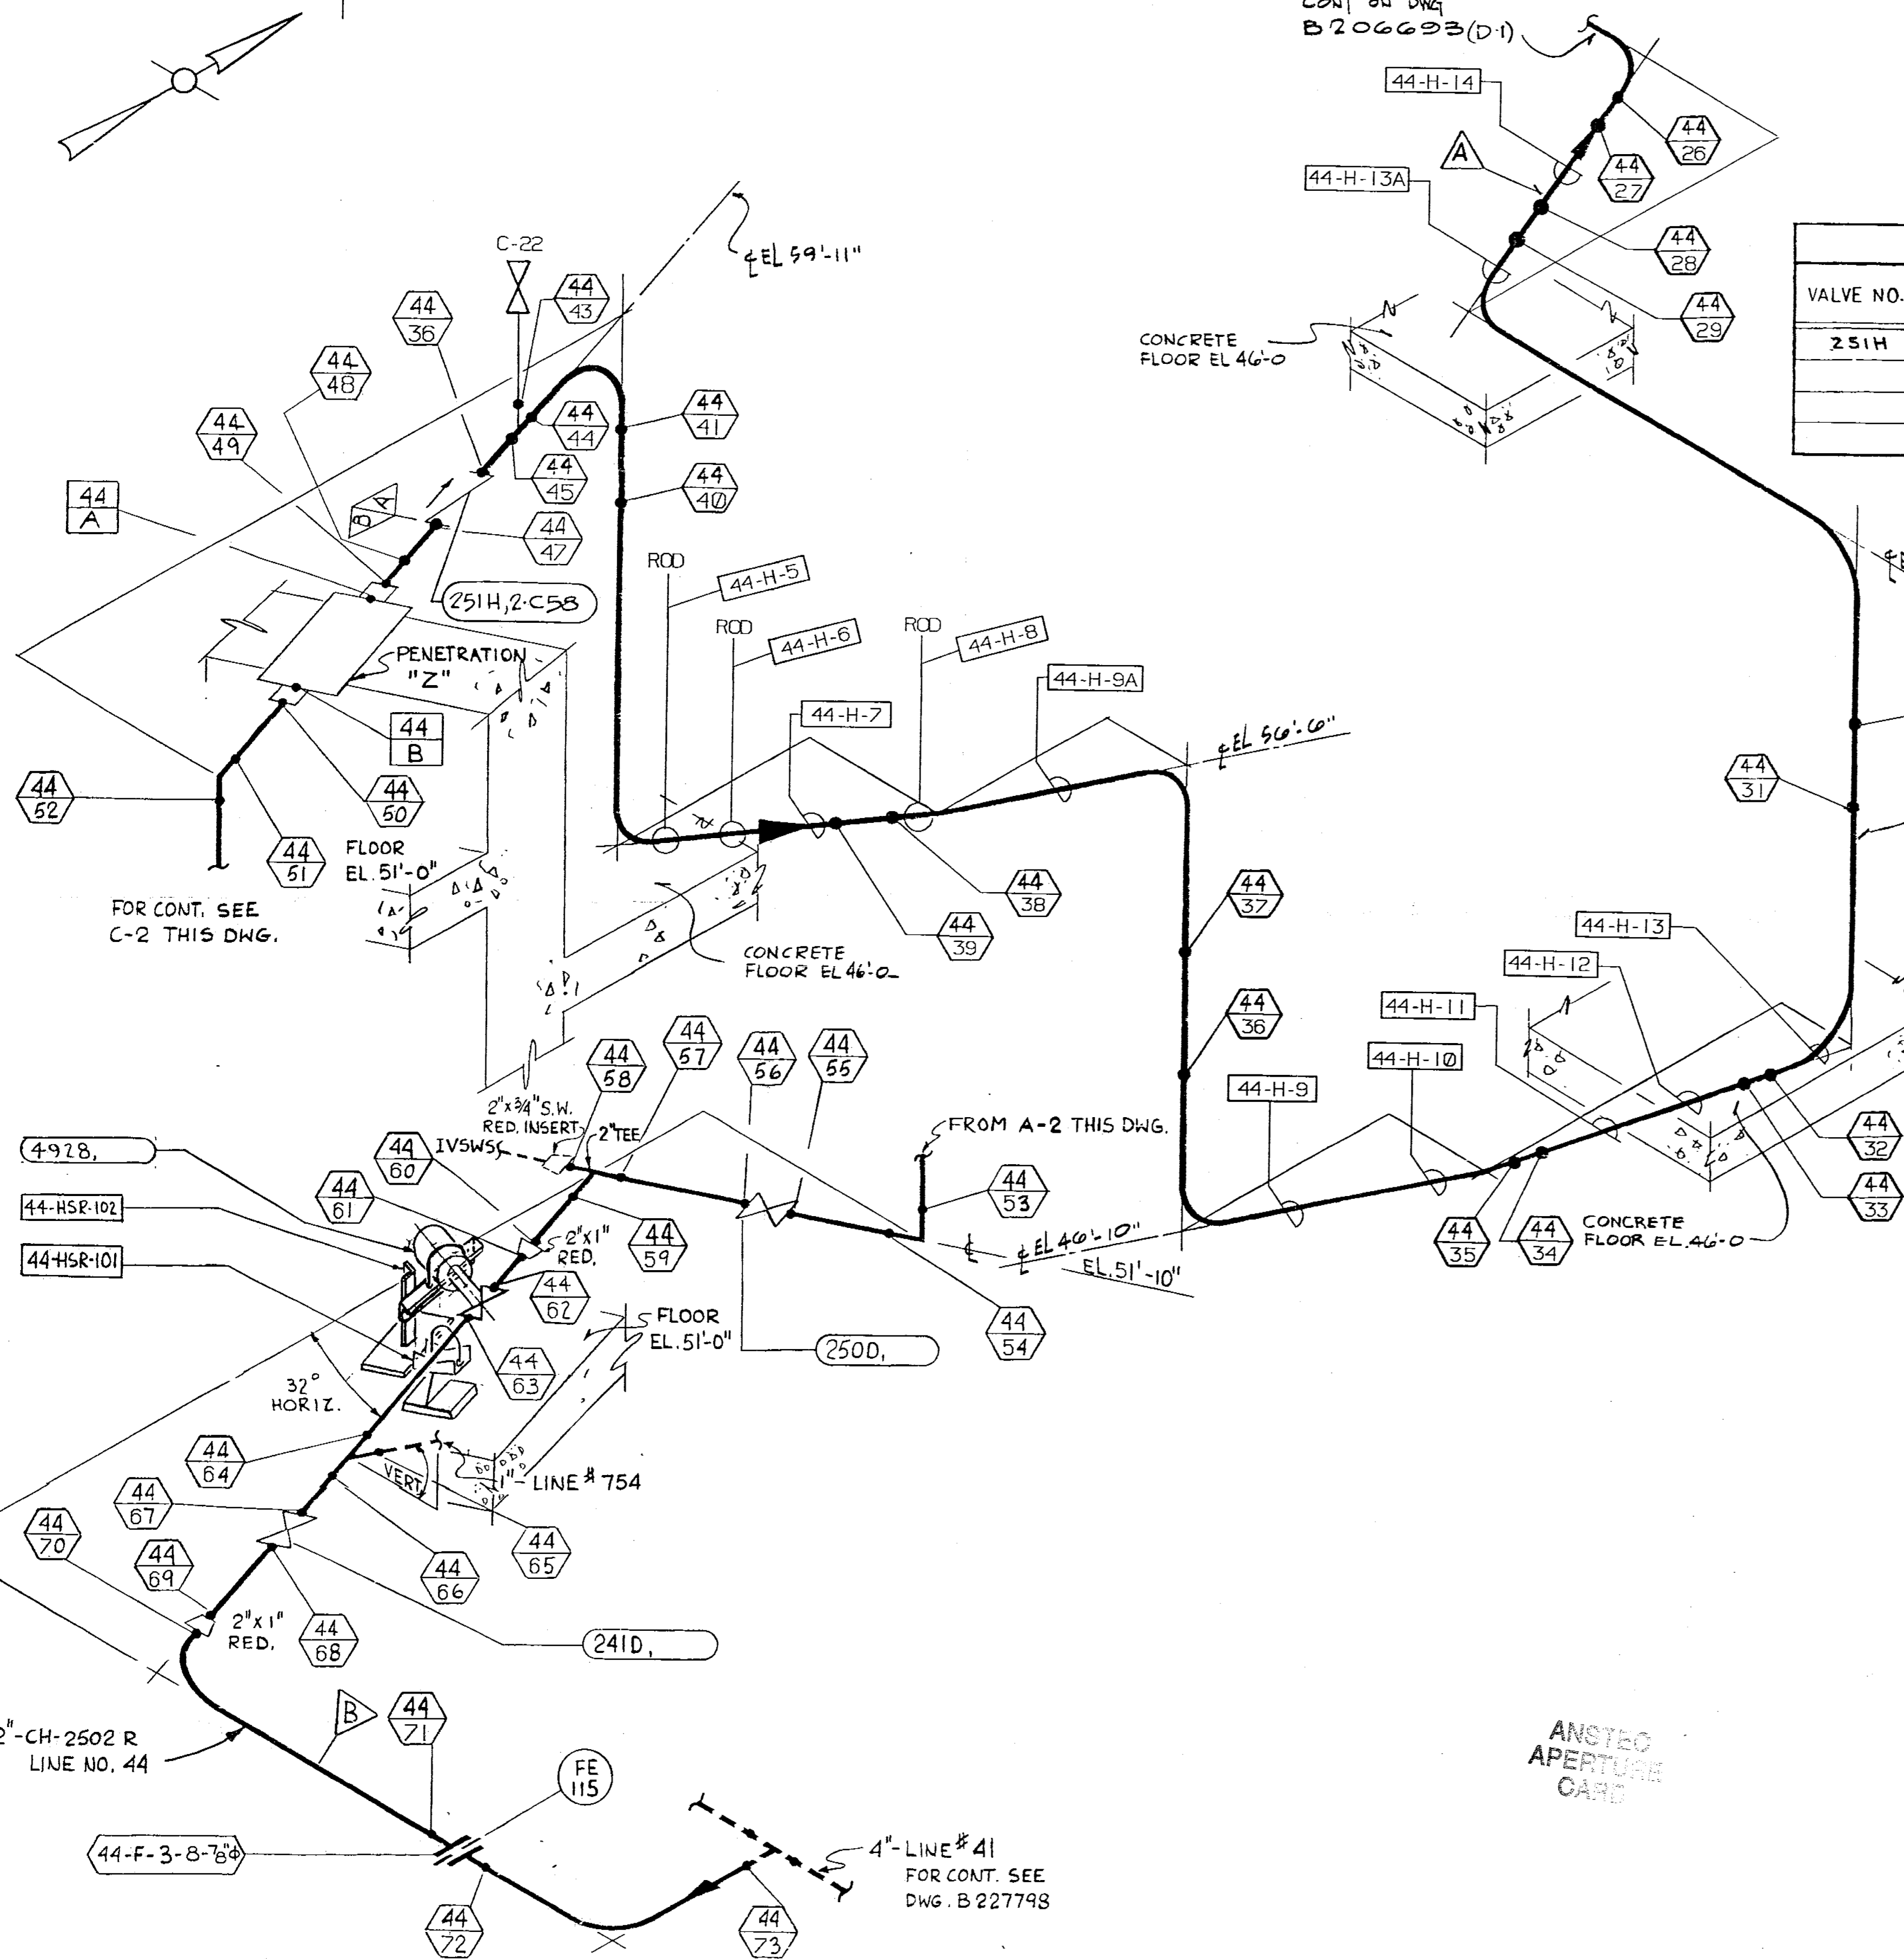 CONT ON DWG
B206693(D-1)
44-H-14
44
26
A
44
27
44-H-13A
44
28
44
29
CONCRETE
FLOOR EL 46'-0
VALVE NO.
251H
C-22
℄ EL 59'-11"
44
43
44
36
44
48
44
49
44
44
44
41
44
45
44
40
44
A
B A
44
47
251H,2-C58
PENETRATION
"Z"
44
B
44
52
44
50
44
51
FLOOR
EL. 51'-0"
FOR CONT. SEE
C-2 THIS DWG.
ROD
44-H-5
ROD
44-H-6
ROD
44-H-8
44-H-7
44-H-9A
℄ EL 56'-6"
44
38
44
39
CONCRETE
FLOOR EL 46'-0
44
37
44
36
44
31
44-H-13
44-H-12
44-H-11
44-H-10
44-H-9
44
32
44
33
44
35
44
34
CONCRETE
FLOOR EL. 46'-0
44
58
44
57
44
56
44
55
2"x3/4" S.W.
RED. INSERT
2"TEE
IVSWS
FROM A-2 THIS DWG.
4928,
44
60
44-HSR-102
44
61
44
53
44-HSR-101
44
59
2"x1"
RED.
℄
℄ EL 46'-10"
EL. 51'-10"
44
62
FLOOR
EL. 51'-0"
250D,
44
54
44
63
32°
HORIZ.
44
64
VERT.
1"-LINE #754
44
67
44
65
44
70
44
69
44
66
2"x1"
RED.
44
68
241D,
2"-CH-2502 R
LINE NO. 44
B
44
71
FE
115
44-F-3-8-7/8"ϕ
4"-LINE #41
FOR CONT. SEE
DWG. B227798
44
72
44
73
ANSTEC
APERTURE
CARD